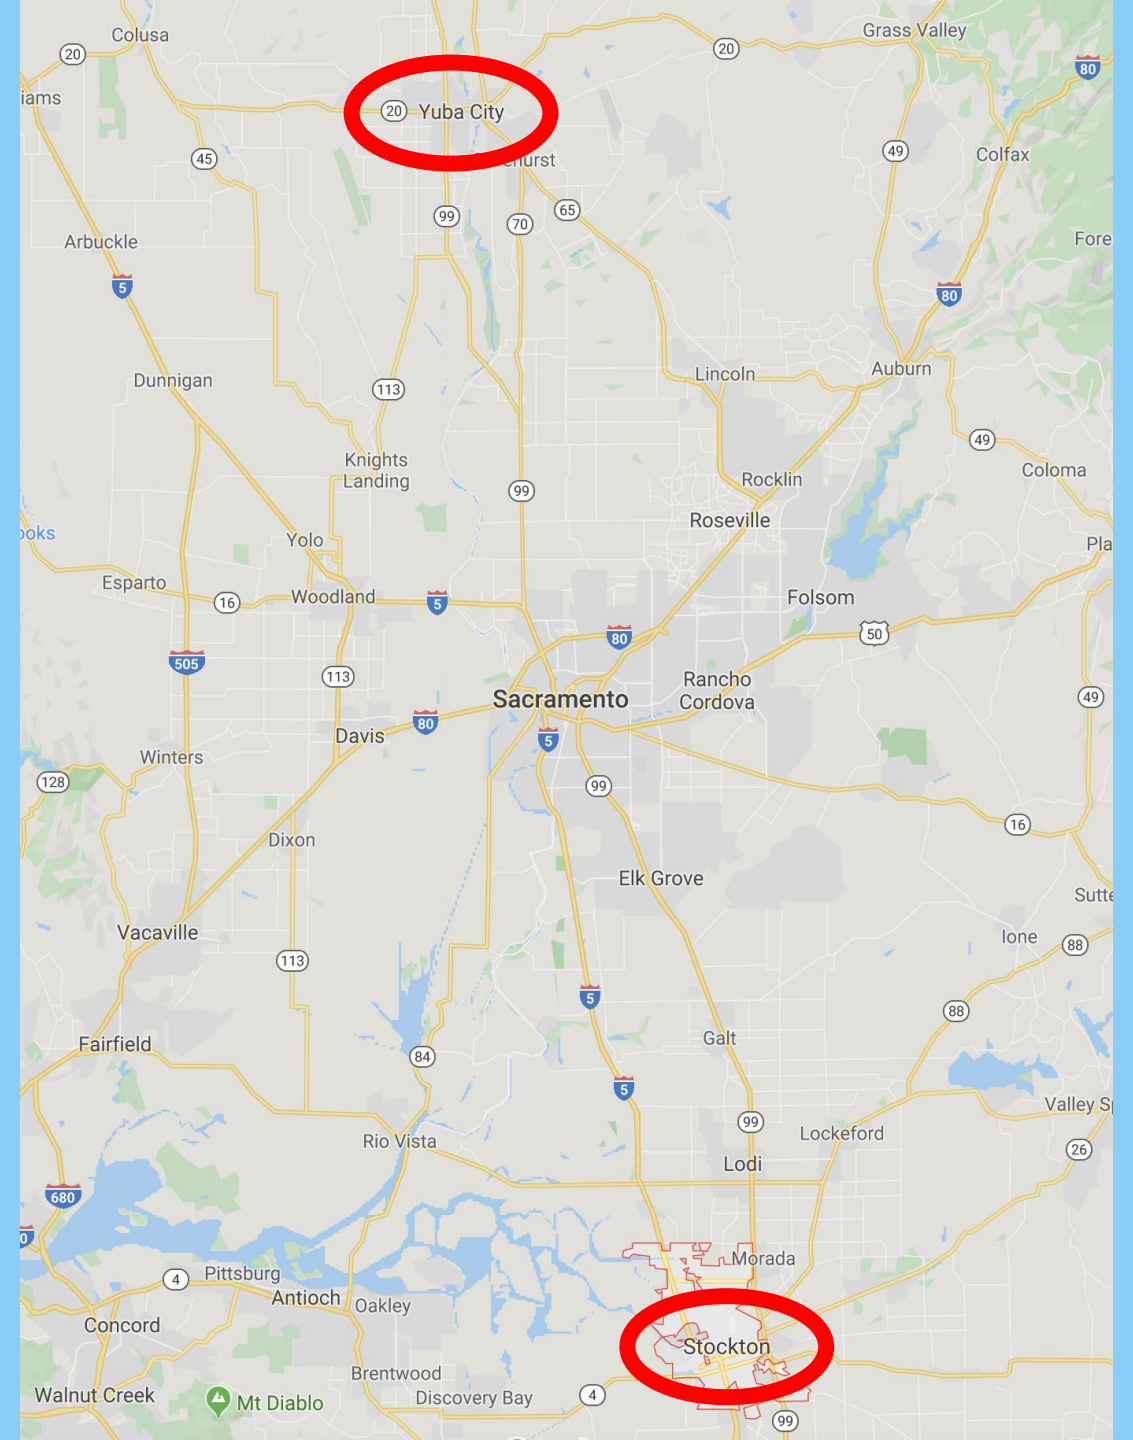 Colusa
Grass Valley
20
20
80
iams
20
Yuba City
hurst
45
49
Colfax
99
70
65
Arbuckle
Fore
5
80
Dunnigan
113
Lincoln
Auburn
49
Knights
Landing
Coloma
99
Rocklin
Roseville
ooks
Yolo
Pla
Esparto
16
Woodland
5
Folsom
80
50
505
113
Rancho
Cordova
49
Sacramento
80
Davis
5
Winters
128
99
16
Dixon
Elk Grove
Sutte
Vacaville
Ione
88
113
5
88
Galt
Fairfield
84
5
Valley S
99
Lockeford
Rio Vista
26
Lodi
680
0
Morada
4
Pittsburg
Antioch
Oakley
Concord
Stockton
Brentwood
Walnut Creek
Mt Diablo
Discovery Bay
4
99